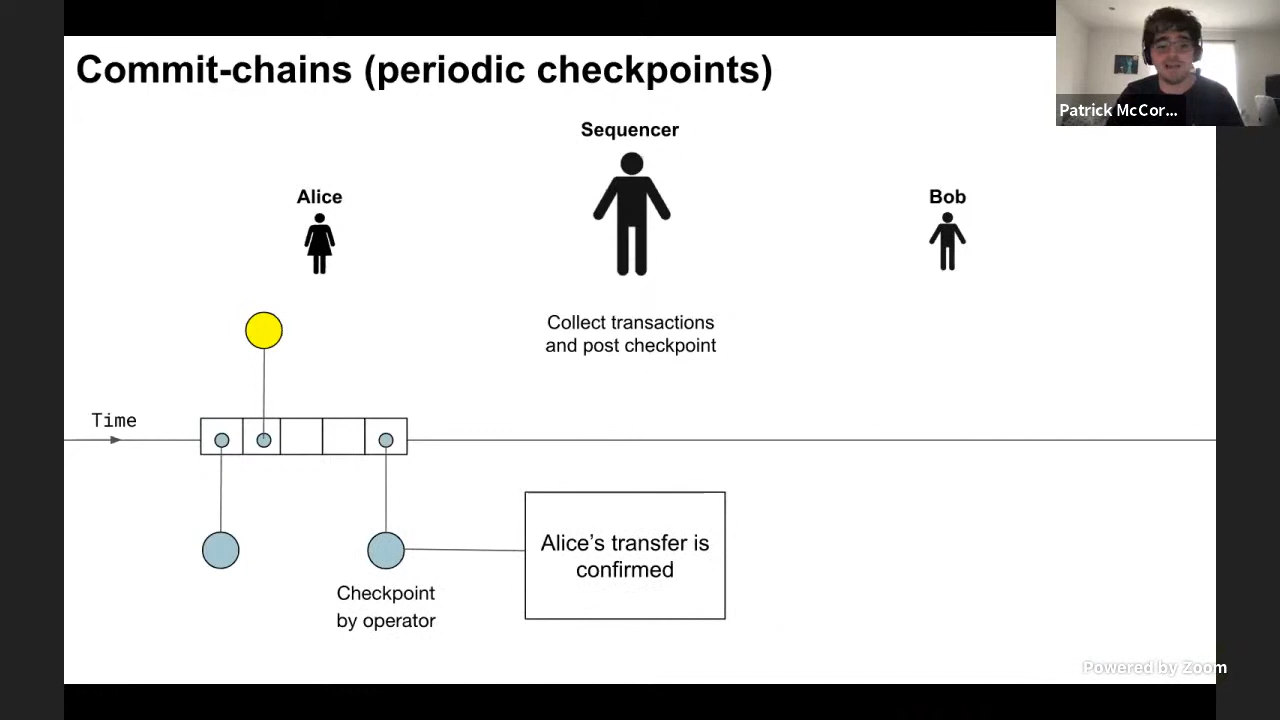 Commit-chains (periodic checkpoints)
Patrick McCor...
Sequencer
Alice
Bob
Collect transactions
and post checkpoint
Time
Alice’s transfer is
confirmed
Checkpoint
by operator
Powered by Zoom